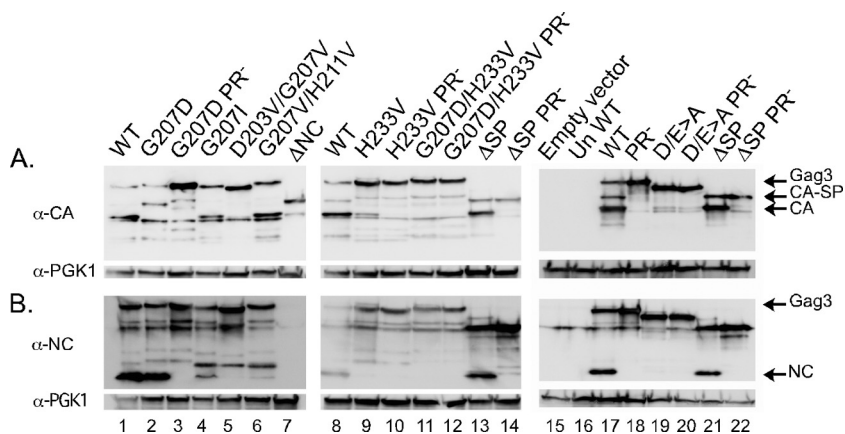 WT G207D G207D PR⁻ G207I D203V/G207V G207V/H211V ΔNC WT H233V H233V PR⁻ G207D/H233V G207D/H233V PR⁻ ΔSP ΔSP PR⁻ Empty vector Un WT WT PR⁻ D/E>A D/E>A PR⁻ ΔSP ΔSP PR⁻
A.
Gag3
CA-SP
α-CA CA
α-PGK1
B.
Gag3
α-NC
NC
α-PGK1
1 2 3 4 5 6 7 8 9 10 11 12 13 14 15 16 17 18 19 20 21 22